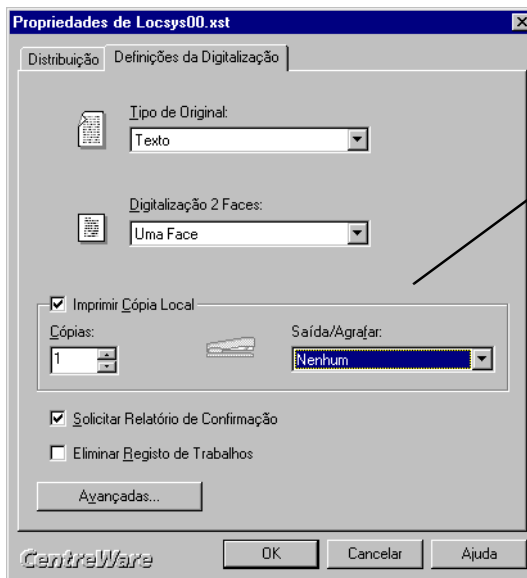 Propriedades de Locsys00.xst
Distribuição Definições da Digitalização
Tipo de Original:
Texto
Digitalização 2 Faces:
Uma Face
Imprimir Cópia Local
Cópias: Saída/Agrafar:
1 Nenhum
Solicitar Relatório de Confirmação
Eliminar Registo de Trabalhos
Avançadas...
CentreWare OK Cancelar Ajuda